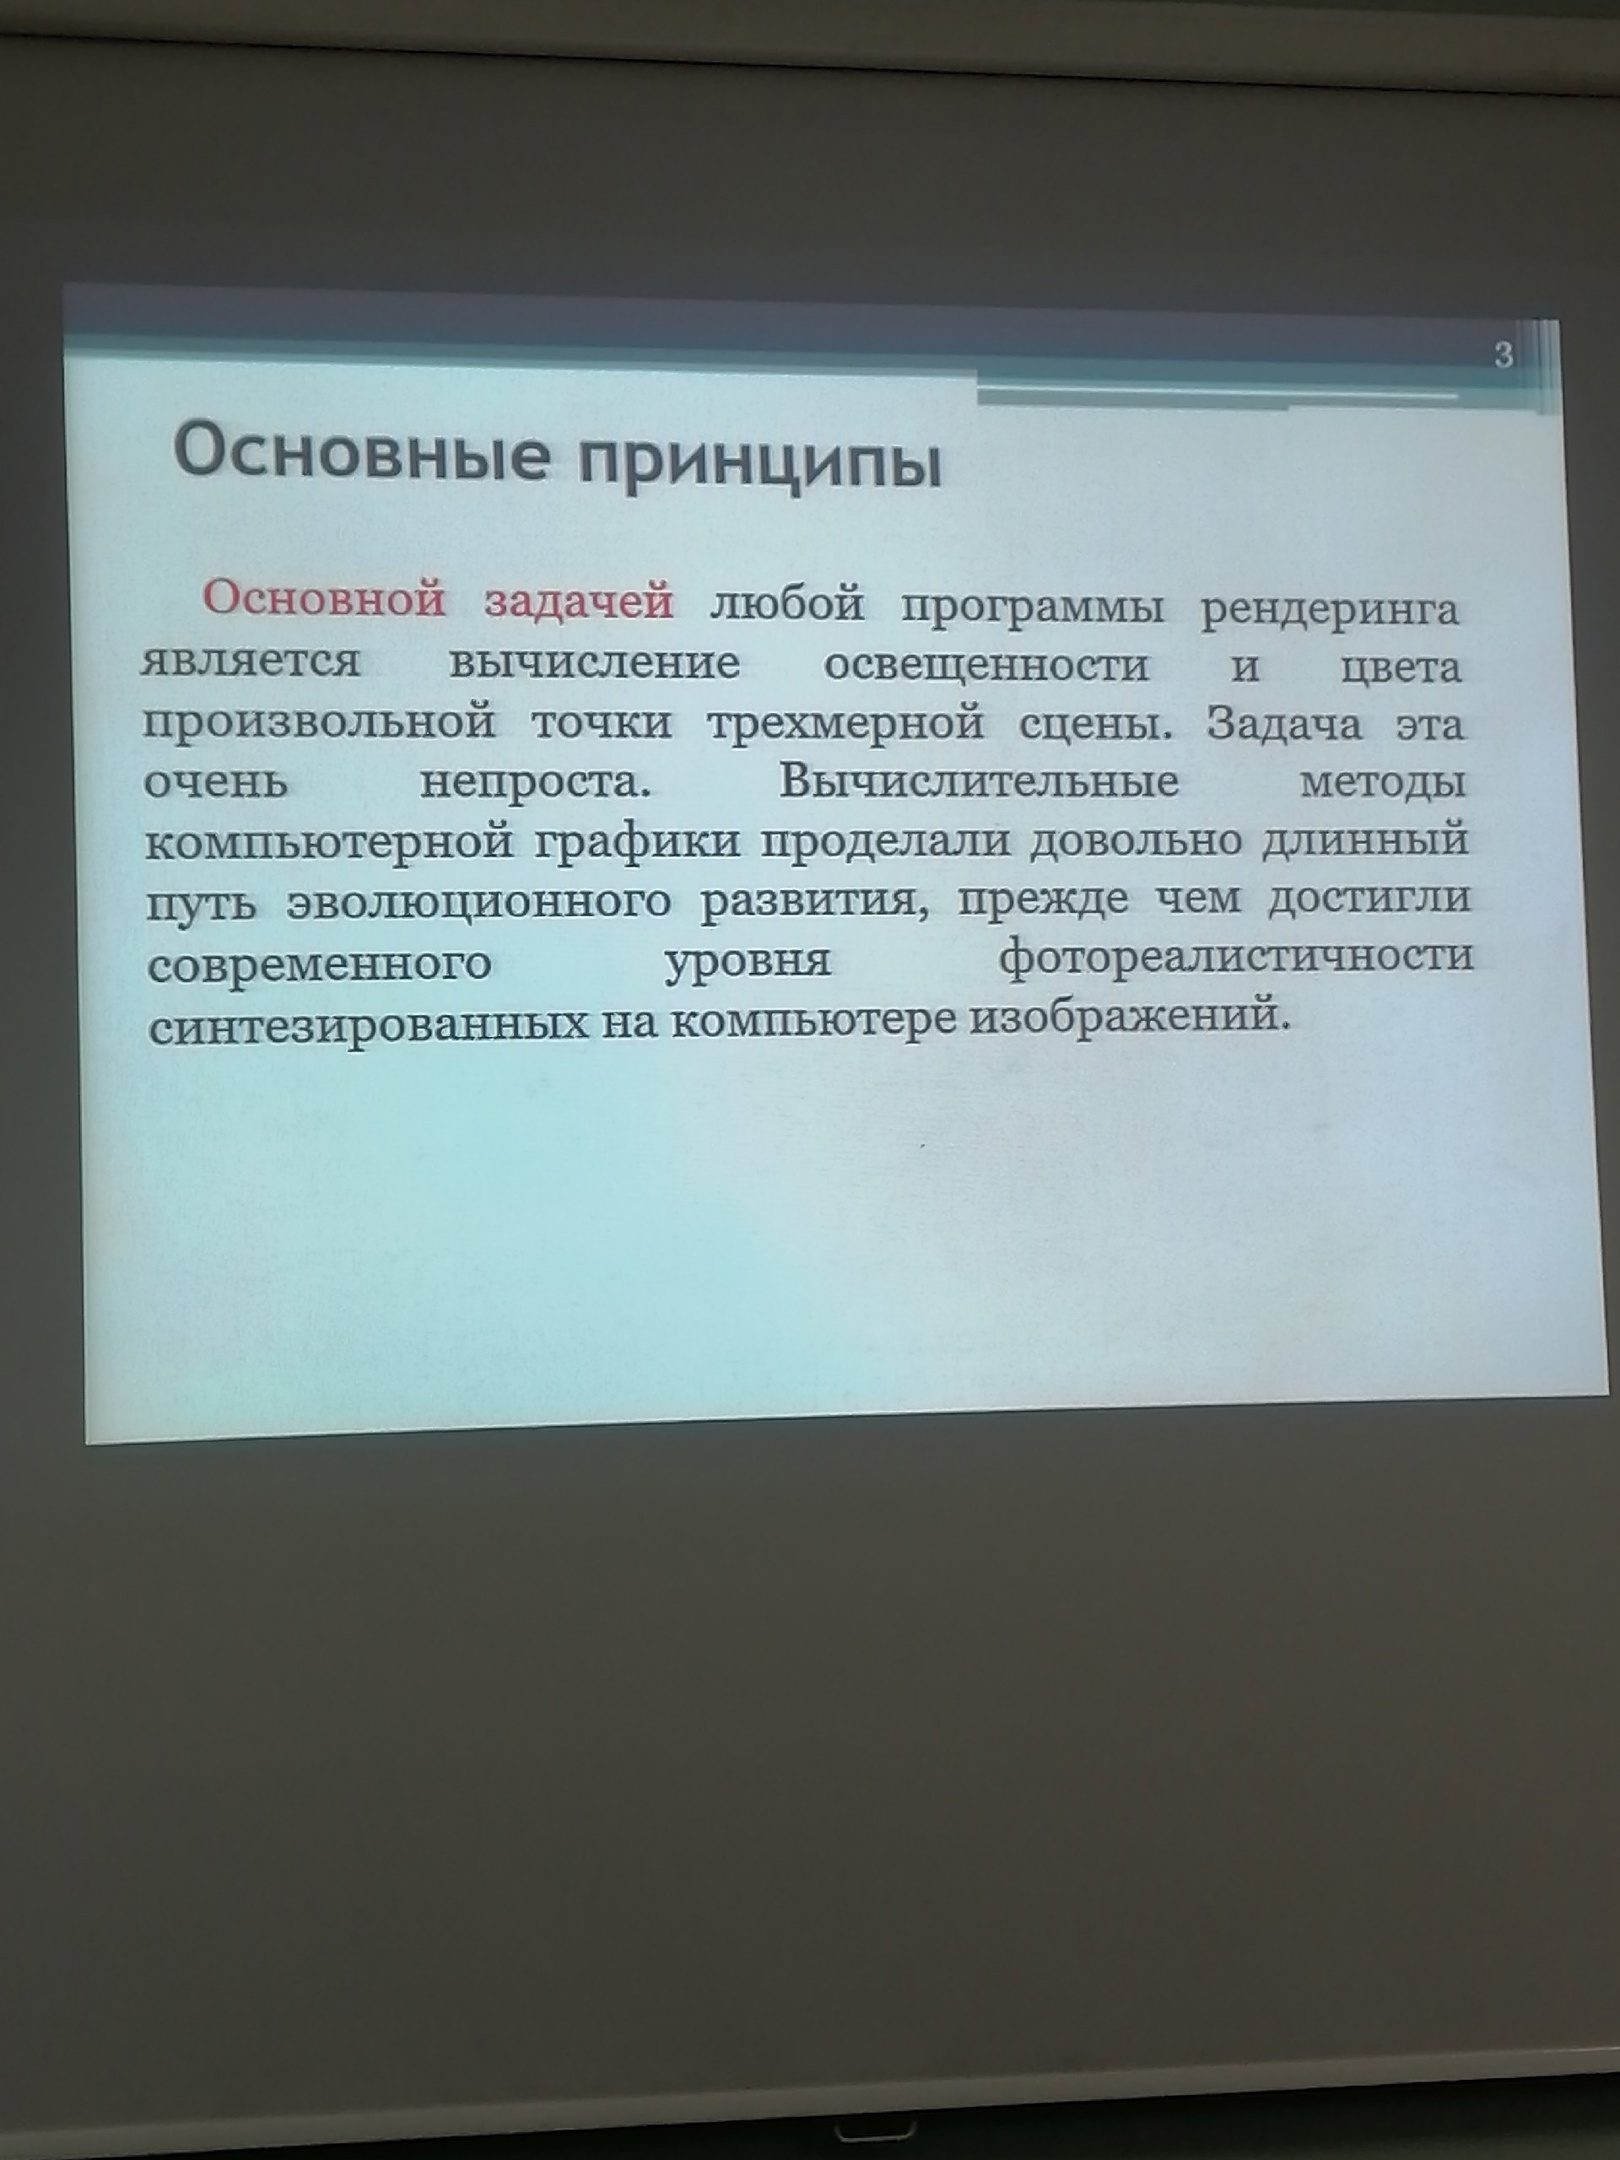 3
Основные принципы
Основной задачей любой программы рендеринга
является вычисление освещенности и цвета
произвольной точки трехмерной сцены. Задача эта
очень непроста. Вычислительные методы
компьютерной графики проделали довольно длинный
путь эволюционного развития, прежде чем достигли
современного уровня фотореалистичности
синтезированных на компьютере изображений.